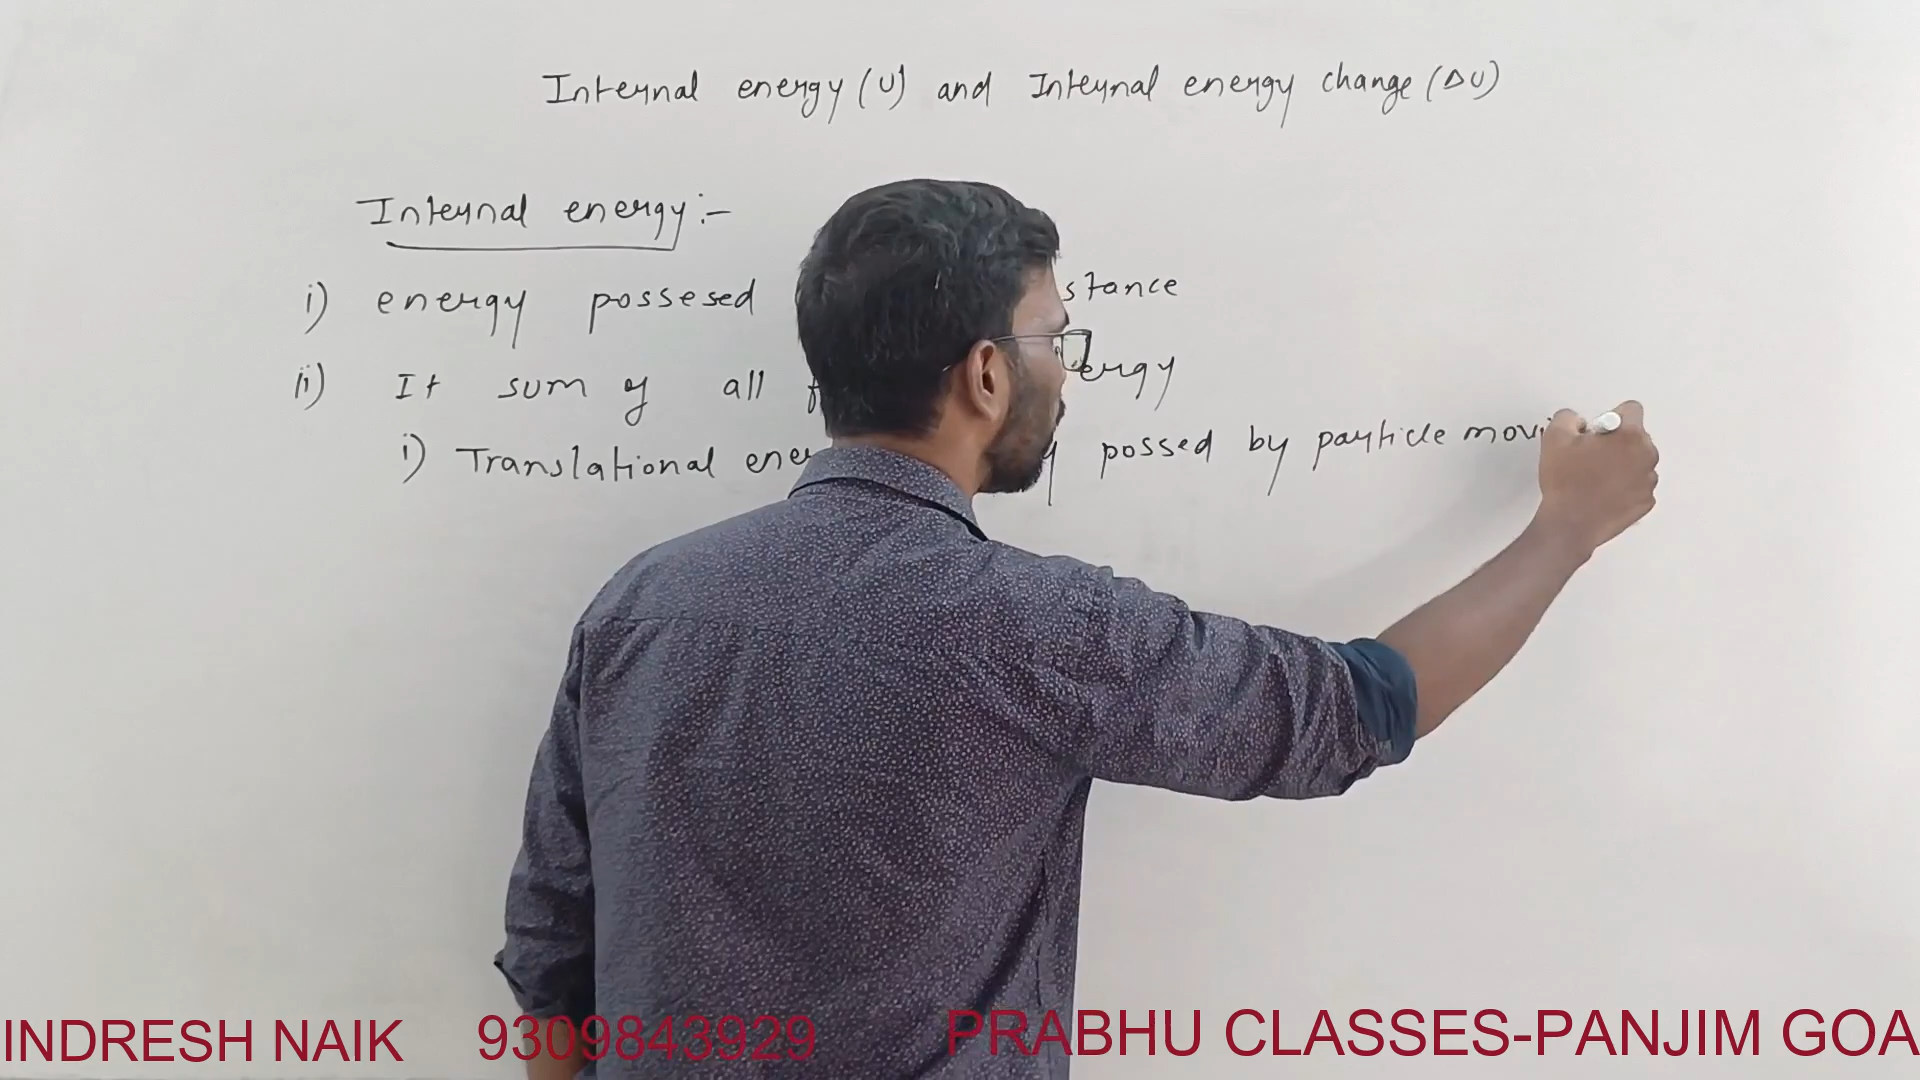 Internal energy (U) and Internal energy change (ΔU)
Internal energy :-
i) energy possesed stance
ii) It sum of all ergy
i) Translational ene possed by particle movi
INDRESH NAIK 9309843929 PRABHU CLASSES-PANJIM GOA